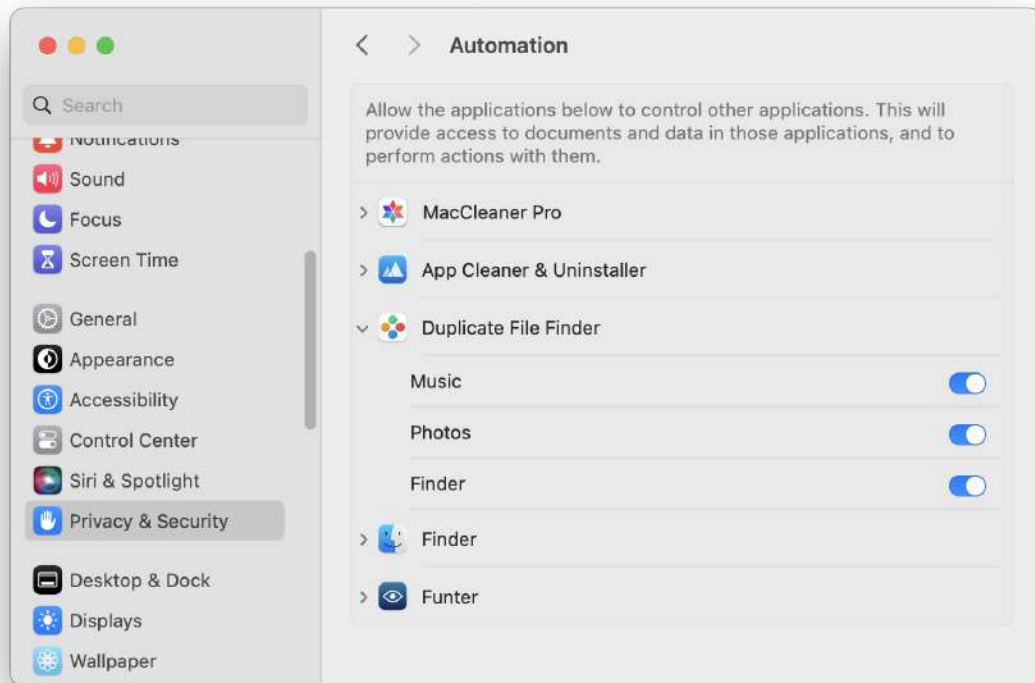 Search
Notifications
Sound
Focus
Screen Time
General
Appearance
Accessibility
Control Center
Siri & Spotlight
Privacy & Security
Desktop & Dock
Displays
Wallpaper
Automation
Allow the applications below to control other applications. This will
provide access to documents and data in those applications, and to
perform actions with them.
MacCleaner Pro
App Cleaner & Uninstaller
Duplicate File Finder
Music
Photos
Finder
Finder
Funter